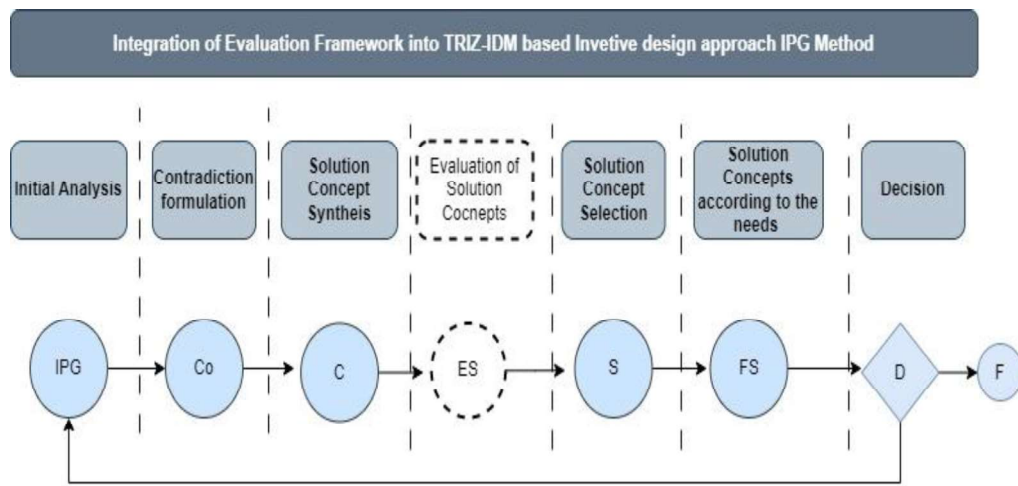 Integration of Evaluation Framework into TRIZ-IDM based Invetive design approach IPG Method
Initial Analysis
Contradiction
formulation
Solution
Concept
Syntheis
Evaluation of
Solution
Cocnepts
Solution
Concept
Selection
Solution
Concepts
according to the
needs
Decision
IPG
Co
C
ES
S
FS
D
F